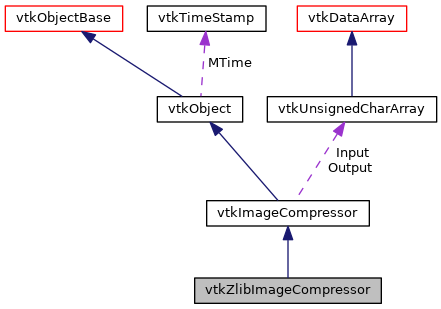 vtkObjectBase
vtkTimeStamp
vtkDataArray
MTime
vtkObject
vtkUnsignedCharArray
Input
Output
vtkImageCompressor
vtkZlibImageCompressor